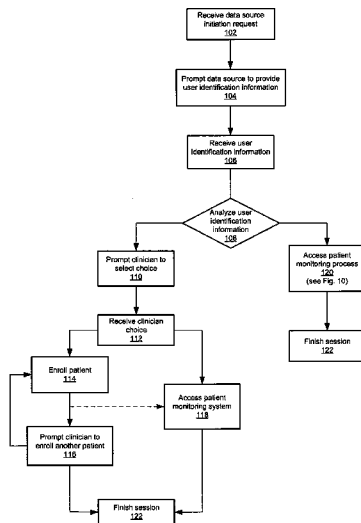 Receive data source
initiation request
102
Prompt data source to provide
user identification information
104
Receive user
identification information
106
Analyze user identification
information
108
Prompt clinician to
select choice
110
Access patient
monitoring process
120
(see Fig. 10)
Receive clinician
choice
112
Finish session
122
Enroll patient
114
Access patient
monitoring system
118
Prompt clinician to
enroll another patient
116
Finish session
122